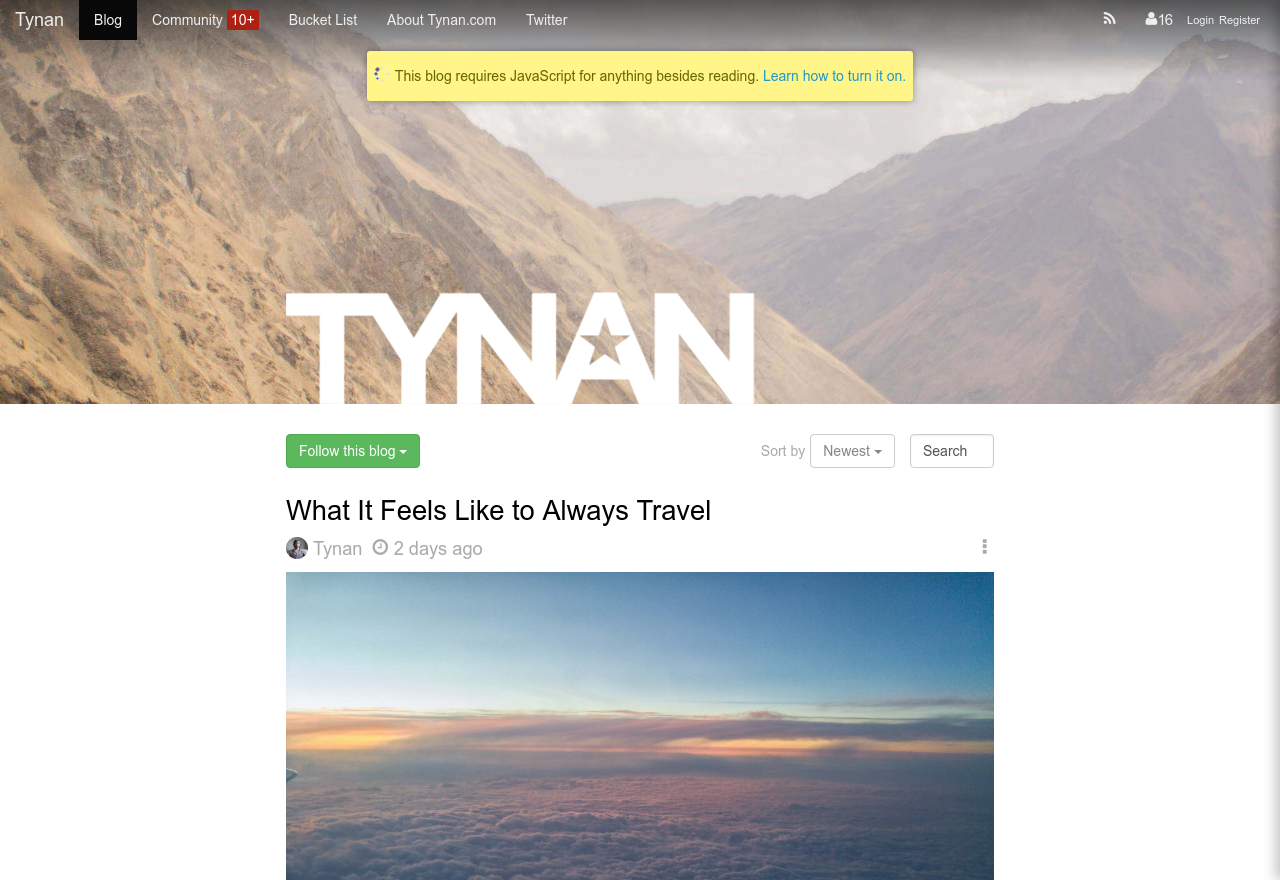 Tynan Blog Community 10+ Bucket List About Tynan.com Twitter 16 Login Register
This blog requires JavaScript for anything besides reading. Learn how to turn it on.
TYNAN
Follow this blog Sort by Newest Search
What It Feels Like to Always Travel
Tynan 2 days ago